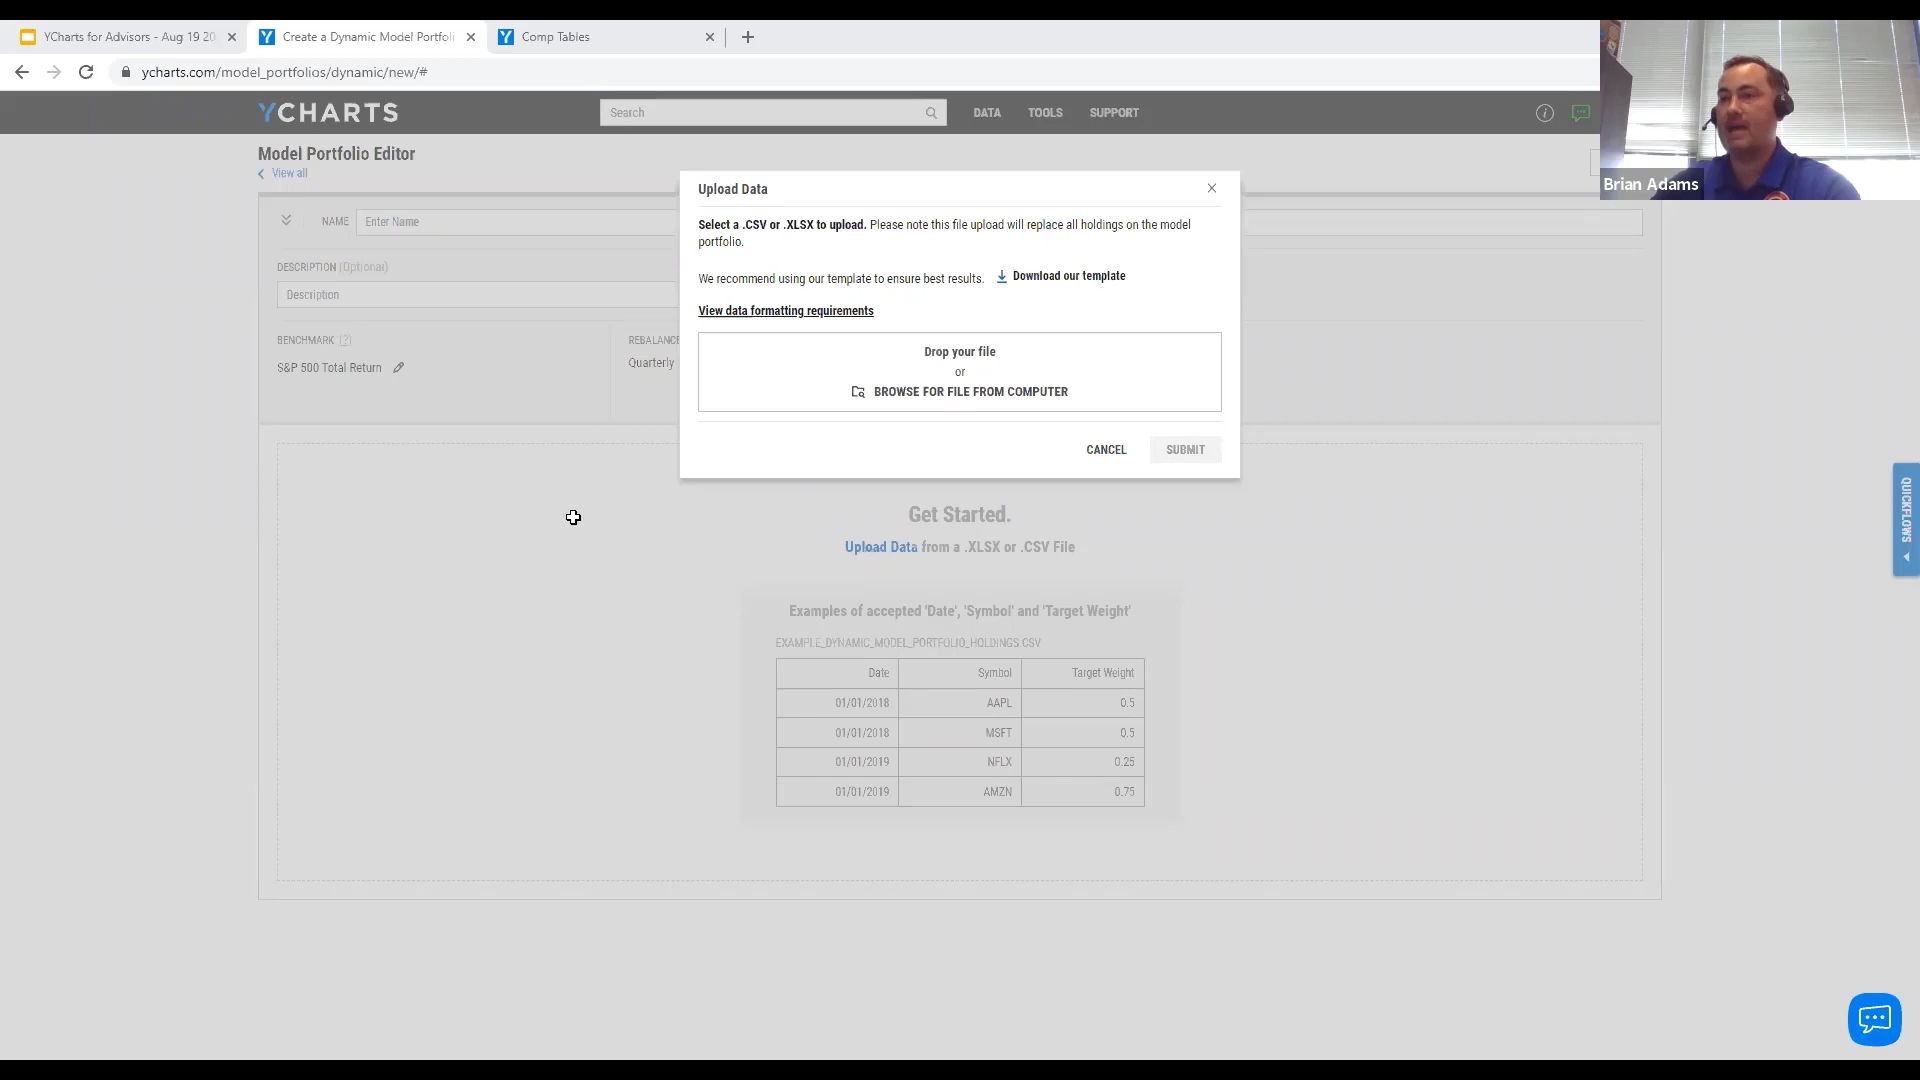 YCharts for Advisors - Aug 19 20
Create a Dynamic Model Portfoli
Comp Tables
ycharts.com/model_portfolios/dynamic/new/#
YCHARTS
Search
DATA
TOOLS
SUPPORT
Brian Adams
Model Portfolio Editor
View all
NAME
Enter Name
DESCRIPTION (Optional)
Description
BENCHMARK [?]
S&P 500 Total Return
REBALANCE
Quarterly
Upload Data
Select a .CSV or .XLSX to upload. Please note this file upload will replace all holdings on the model
portfolio.
We recommend using our template to ensure best results.
Download our template
View data formatting requirements
Drop your file
or
BROWSE FOR FILE FROM COMPUTER
CANCEL
SUBMIT
QUICKFLOWS
Get Started.
Upload Data from a .XLSX or .CSV File
Examples of accepted 'Date', 'Symbol' and 'Target Weight'
EXAMPLE_DYNAMIC_MODEL_PORTFOLIO_HOLDINGS.CSV
Date Symbol Target Weight
01/01/2018 AAPL 0.5
01/01/2018 MSFT 0.5
01/01/2019 NFLX 0.25
01/01/2019 AMZN 0.75